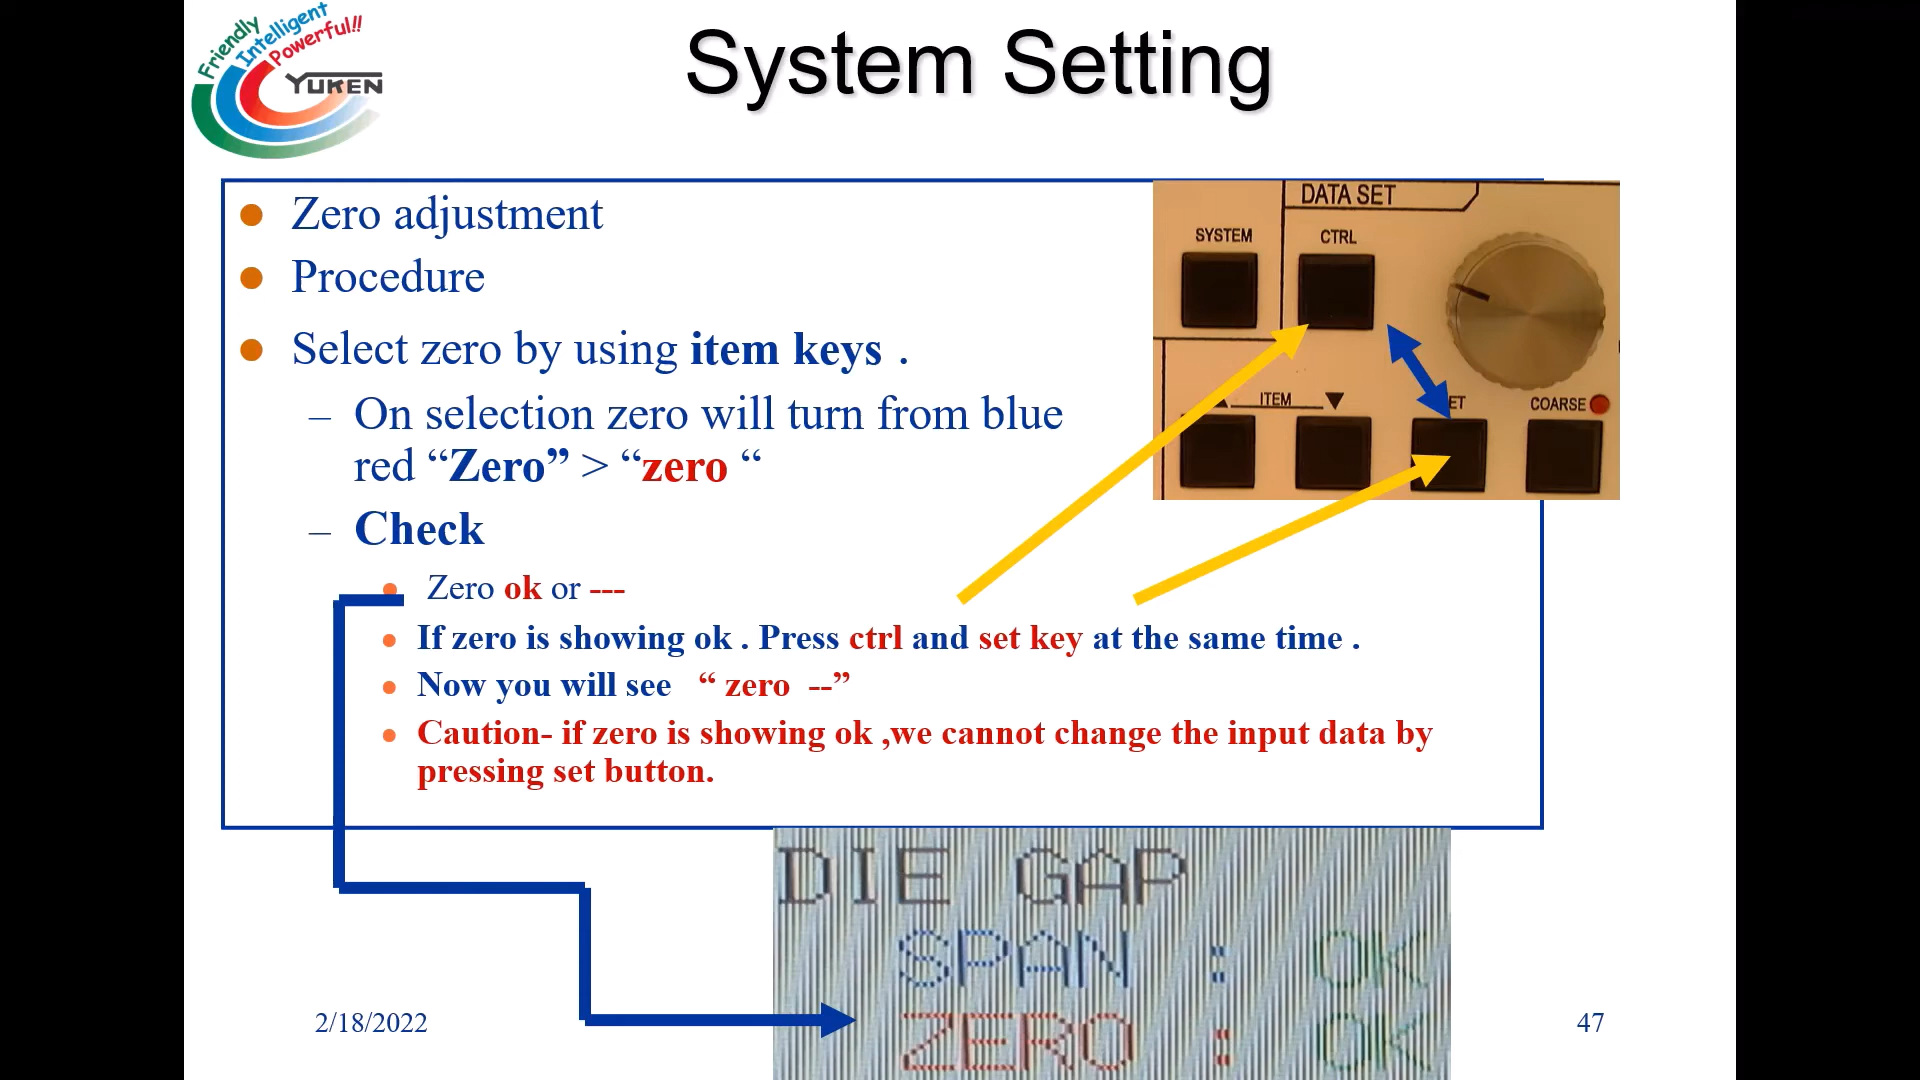 Friendly
Intelligent
Powerful!!
YUKEN
System Setting
Zero adjustment
Procedure
Select zero by using item keys .
– On selection zero will turn from blue
red “Zero” > “zero “
– Check
Zero ok or ---
If zero is showing ok . Press ctrl and set key at the same time .
Now you will see “ zero --”
Caution- if zero is showing ok ,we cannot change the input data by
pressing set button.
DATA SET
SYSTEM
CTRL
ITEM
COARSE
DIE GAP
SPAN : OK
ZERO : OK
2/18/2022
47